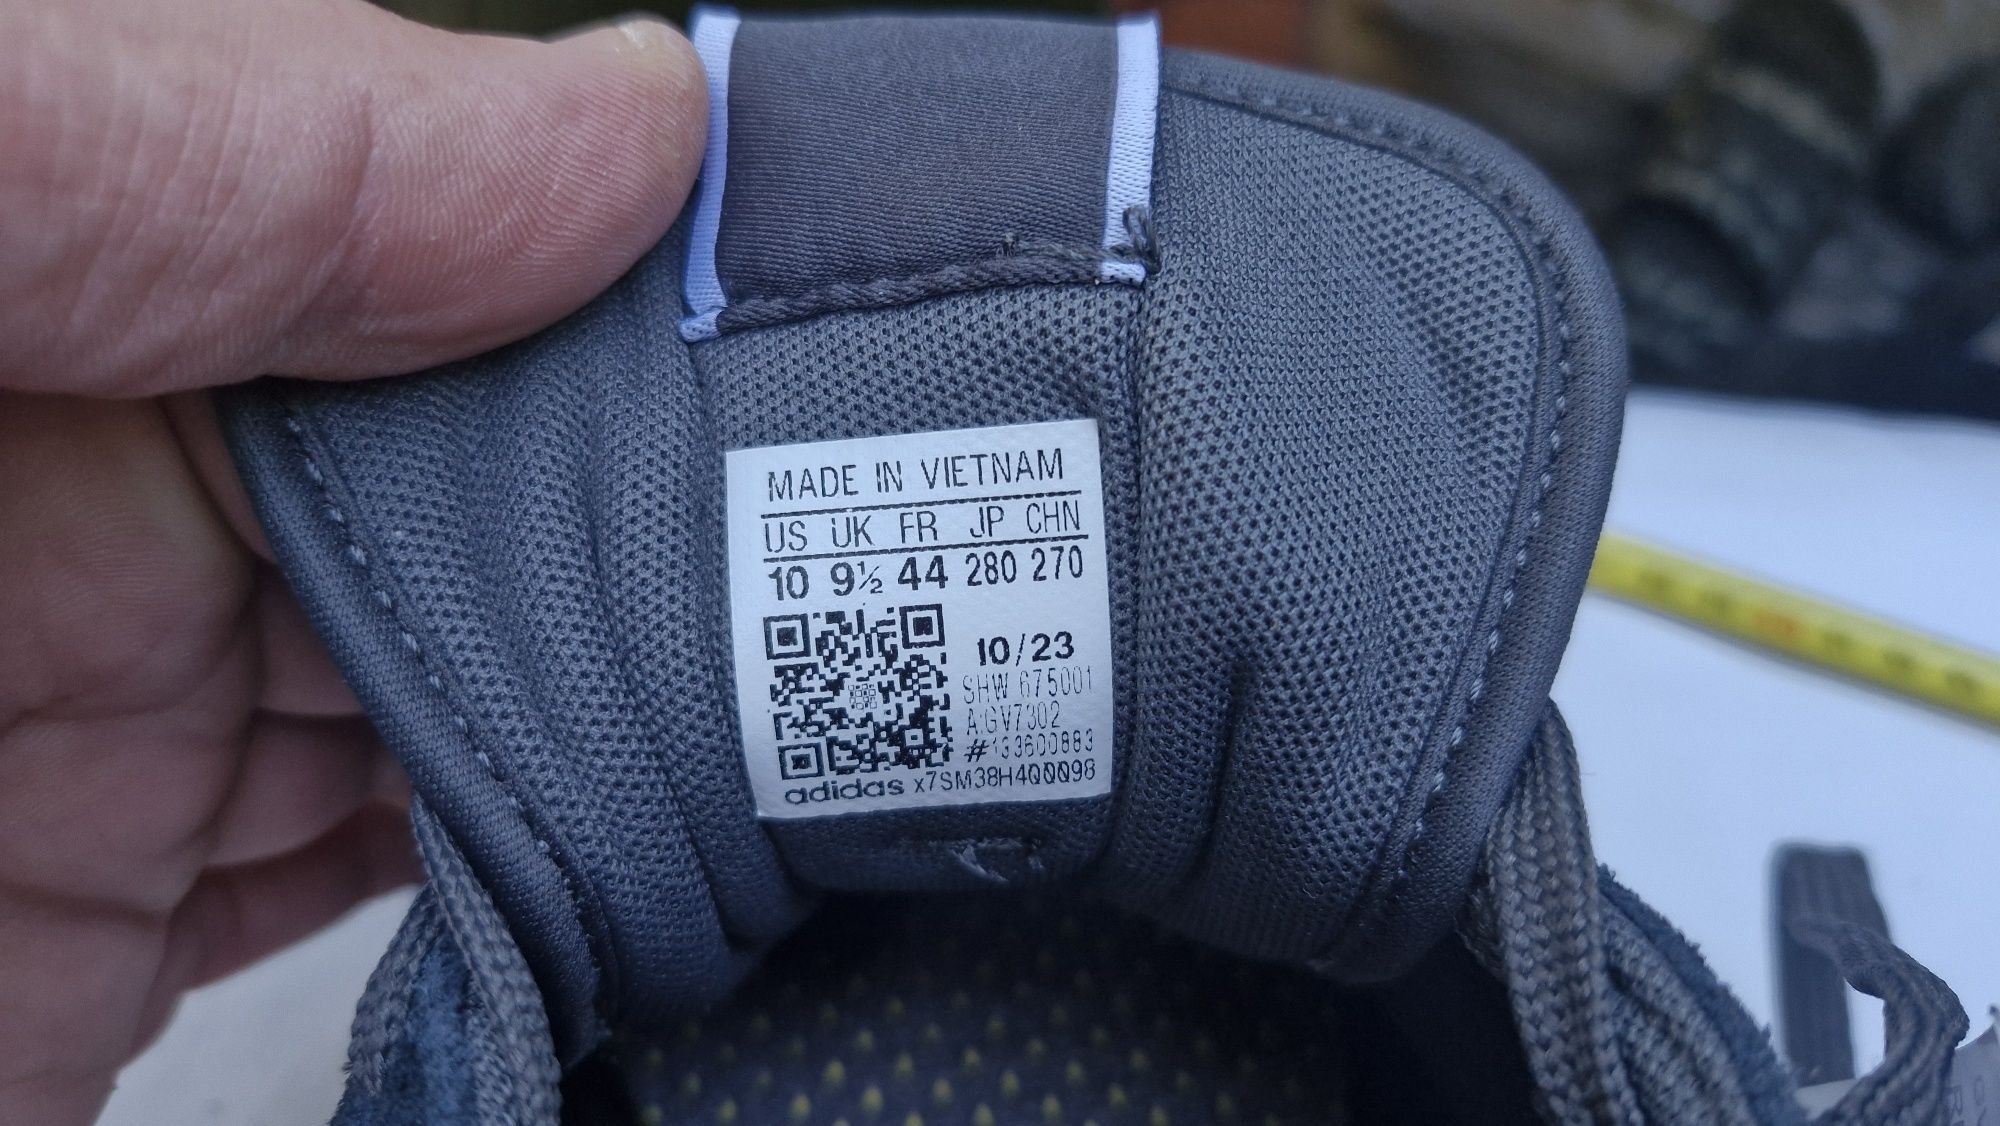 MADE IN VIETNAM
US UK FR JP CHN
10 9½ 44 280 270
10/23
SHW 675001
A:GV7302
#133600883
adidas x7SM38H4Q0Q98